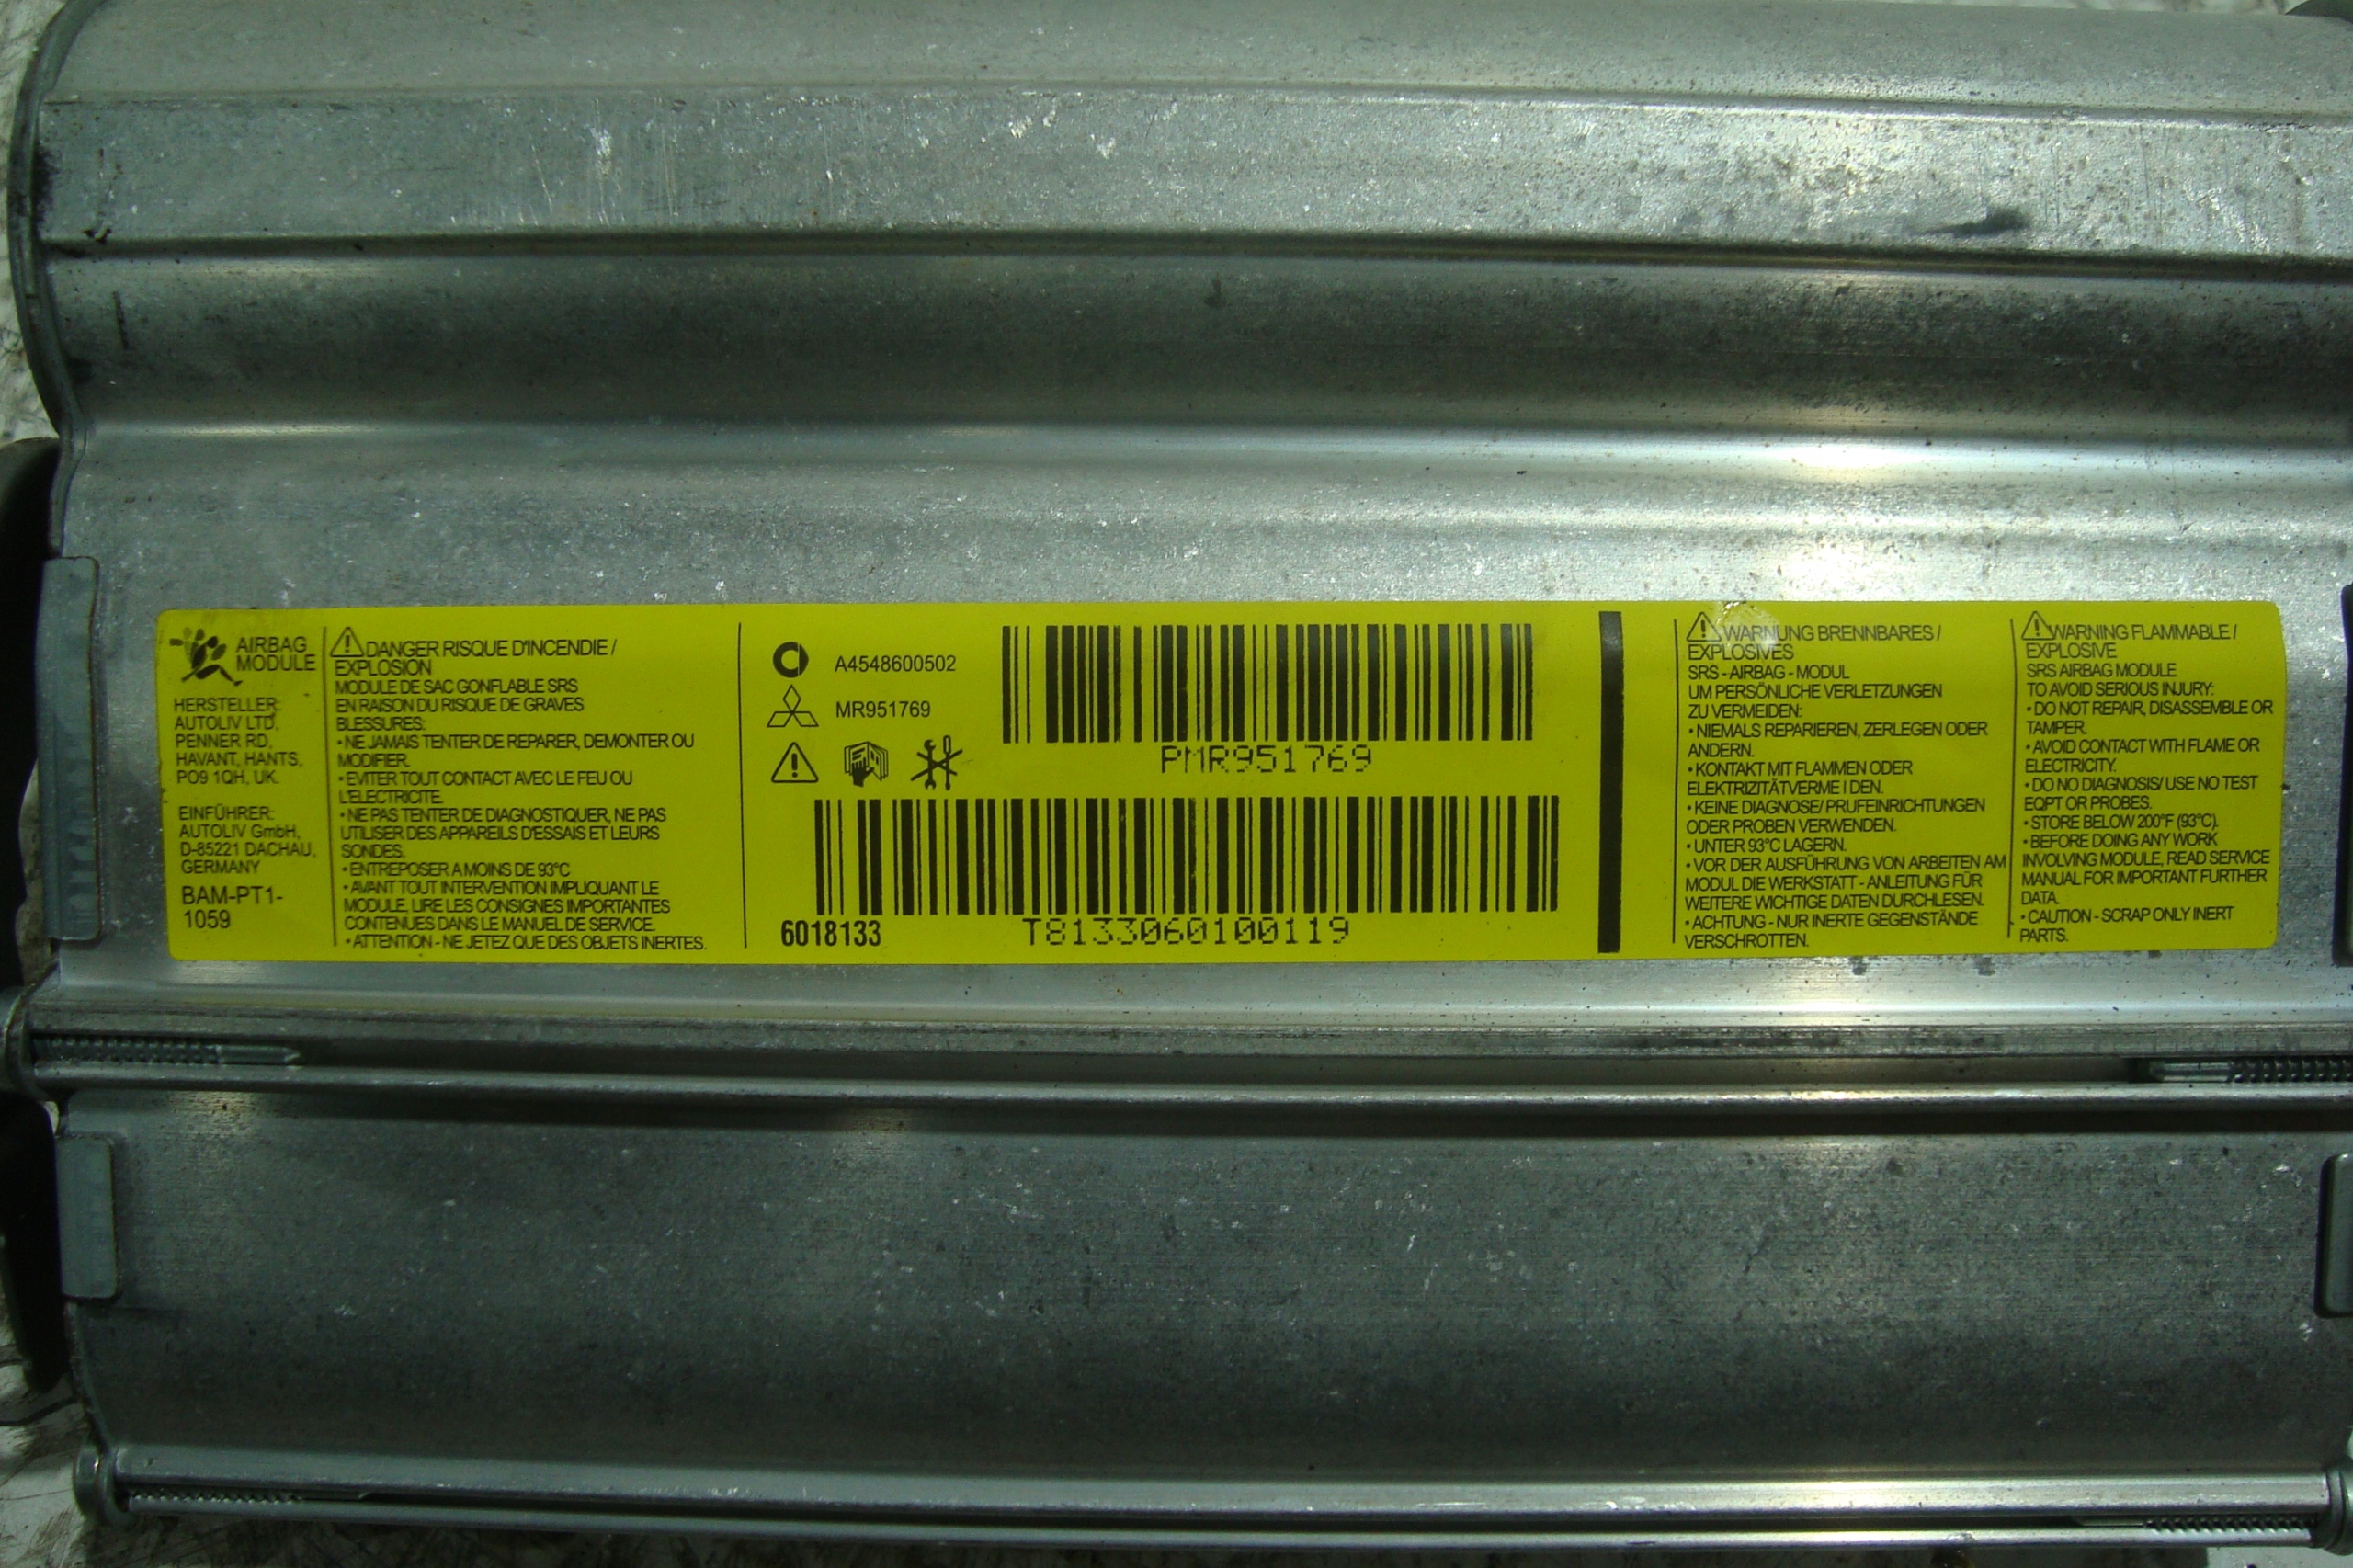 AIRBAG
MODULE
HERSTELLER:
AUTOLIV LTD,
PENNER RD,
HAVANT, HANTS,
PO9 1QH, UK.
EINFÜHRER:
AUTOLIV GmbH,
D-85221 DACHAU,
GERMANY
BAM-PT1-
1059
DANGER RISQUE D'INCENDIE /
EXPLOSION
MODULE DE SAC GONFLABLE SRS
EN RAISON DU RISQUE DE GRAVES
BLESSURES:
• NE JAMAIS TENTER DE REPARER, DEMONTER OU
MODIFIER.
• EVITER TOUT CONTACT AVEC LE FEU OU
L'ELECTRICITE.
• NE PAS TENTER DE DIAGNOSTIQUER, NE PAS
UTILISER DES APPAREILS D'ESSAIS ET LEURS
SONDES.
• ENTREPOSER A MOINS DE 93°C
• AVANT TOUT INTERVENTION IMPLIQUANT LE
MODULE, LIRE LES CONSIGNES IMPORTANTES
CONTENUES DANS LE MANUEL DE SERVICE.
• ATTENTION - NE JETEZ QUE DES OBJETS INERTES.
A4548600502
MR951769
PMR951769
6018133
T8133060100119
WARNUNG BRENNBARES /
EXPLOSIVES
SRS - AIRBAG - MODUL
UM PERSÖNLICHE VERLETZUNGEN
ZU VERMEIDEN:
• NIEMALS REPARIEREN, ZERLEGEN ODER
ANDERN.
• KONTAKT MIT FLAMMEN ODER
ELEKTRIZITÄTVERME I DEN.
• KEINE DIAGNOSE/ PRUFEINRICHTUNGEN
ODER PROBEN VERWENDEN.
• UNTER 93°C LAGERN.
• VOR DER AUSFÜHRUNG VON ARBEITEN AM
MODUL DIE WERKSTATT - ANLEITUNG FÜR
WEITERE WICHTIGE DATEN DURCHLESEN.
• ACHTUNG - NUR INERTE GEGENSTÄNDE
VERSCHROTTEN.
WARNING FLAMMABLE /
EXPLOSIVE
SRS AIRBAG MODULE
TO AVOID SERIOUS INJURY:
• DO NOT REPAIR, DISASSEMBLE OR
TAMPER.
• AVOID CONTACT WITH FLAME OR
ELECTRICITY.
• DO NO DIAGNOSIS/ USE NO TEST
EQPT OR PROBES.
• STORE BELOW 200°F (93°C).
• BEFORE DOING ANY WORK
INVOLVING MODULE, READ SERVICE
MANUAL FOR IMPORTANT FURTHER
DATA.
• CAUTION - SCRAP ONLY INERT
PARTS.